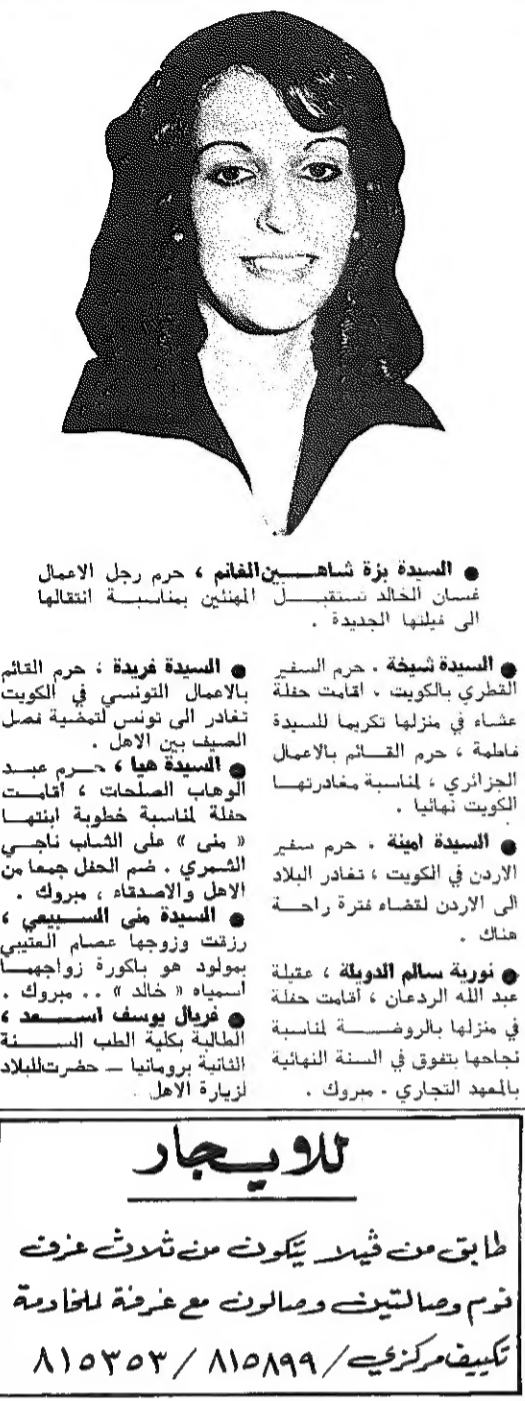 ● السيدة بزة شاهين الغانم ، حرم رجل الاعمال
غسان الخالد تستقبل المهنئين بمناسبة انتقالها
الى فيلتها الجديدة .
● السيدة شيخة . حرم السفير
القطري بالكويت ، اقامت حفلة
عشاء في منزلها تكريما للسيدة
فاطمة ، حرم القائم بالاعمال
الجزائري ، لمناسبة مغادرتها
الكويت نهائيا .
● السيدة امينة . حرم سفير
الاردن في الكويت ، تغادر البلاد
الى الاردن لقضاء فترة راحة
هناك .
● نورية سالم الدويلة ، عقيلة
عبد الله الردعان ، أقامت حفلة
في منزلها بالروضة لمناسبة
نجاحها بتفوق في السنة النهائية
بالمعهد التجاري . مبروك .
● السيدة فريدة ، حرم القائم
بالاعمال التونسي في الكويت
تغادر الى تونس لتمضية فصل
الصيف بين الاهل .
● السيدة هيا ، حرم عبد
الوهاب الصلحات ، أقامت
حفلة لمناسبة خطوبة ابنتها
« منى » على الشاب ناجي
الشمري . ضم الحفل جمعا من
الاهل والاصدقاء ، مبروك .
● السيدة منى السبيعي ،
رزقت وزوجها عصام العتيبي
بمولود هو باكورة زواجهما
اسمياه « خالد » .. مبروك .
● فريال يوسف اسعد ،
الطالبة بكلية الطب السنة
الثانية برومانيا ـ حضرت للبلاد
لزيارة الاهل .
للايجار
طابق من ڤيلا يتكون من ثلاث غرف
نوم وصالتين وصالون مع غرفة للخادمة
تكييف مركزي / ٨١٥٨٩٩ / ٨١٥٣٥٣